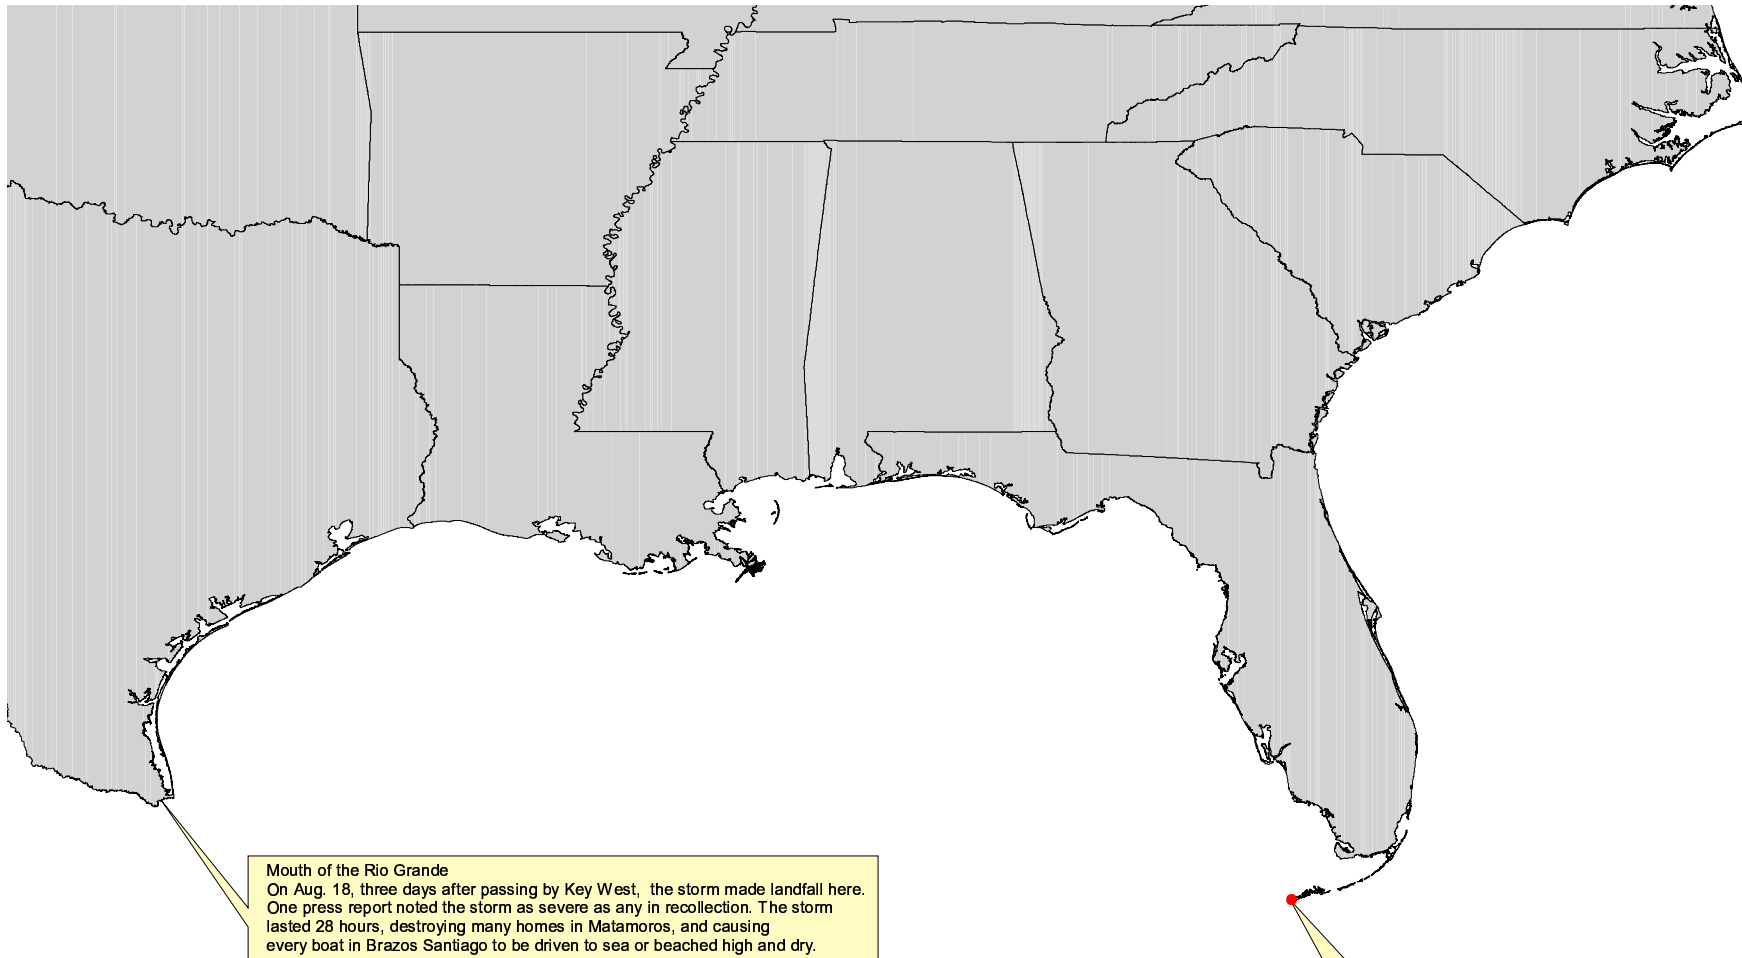 Mouth of the Rio Grande
On Aug. 18, three days after passing by Key West,  the storm made landfall here.
One press report noted the storm as severe as any in recollection. The storm
lasted 28 hours, destroying many homes in Matamoros, and causing
every boat in Brazos Santiago to be driven to sea or beached high and dry.